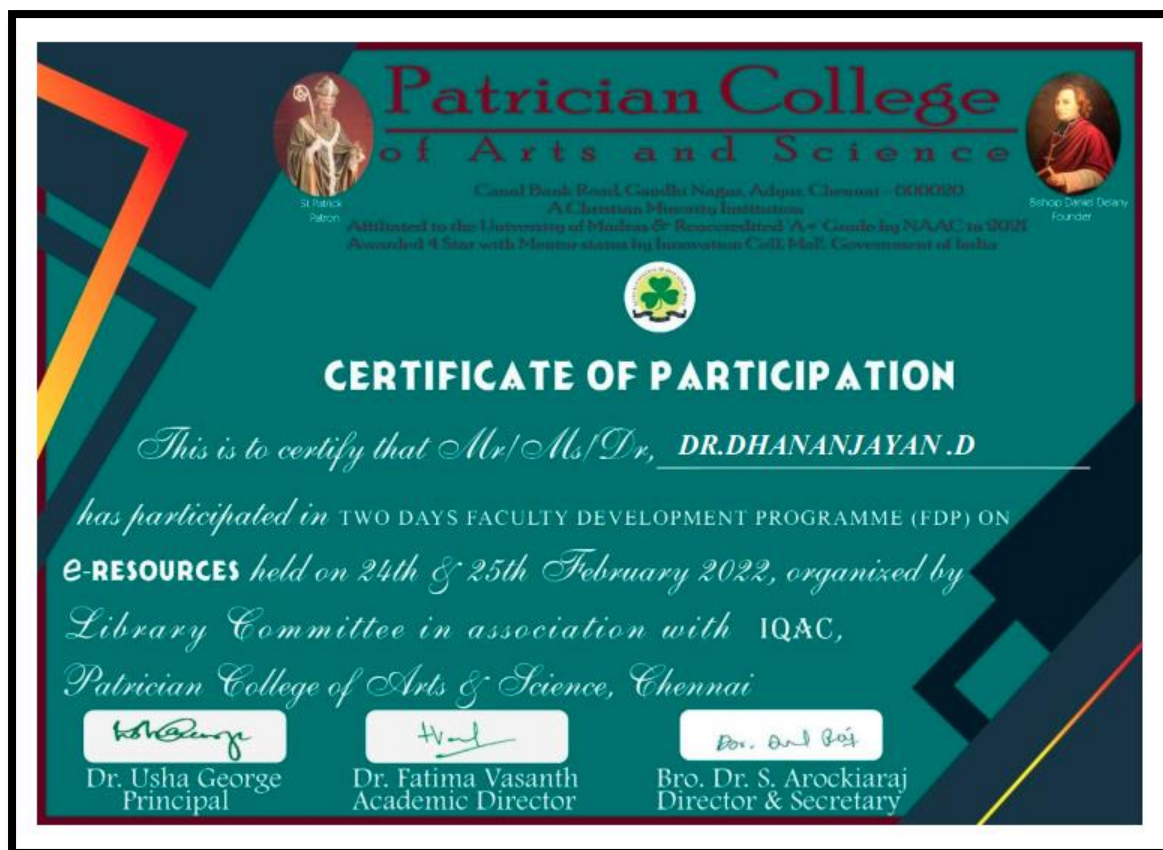 Patrician College
of Arts and Science
Canal Bank Road, Gandhi Nagar, Adyar, Chennai - 600020.
A Christian Minority Institution
Affiliated to the University of Madras & Reaccredited 'A+' Grade by NAAC in 2021
Awarded 4 Star with Mentor status by Innovation Cell, MoE, Government of India
St Patrick
Patron
Bishop Daniel Delany
Founder
CERTIFICATE OF PARTICIPATION
This is to certify that Mr/Ms/Dr, DR.DHANANJAYAN .D
has participated in TWO DAYS FACULTY DEVELOPMENT PROGRAMME (FDP) ON
e-RESOURCES held on 24th & 25th February 2022, organized by
Library Committee in association with IQAC,
Patrician College of Arts & Science, Chennai
Dr. Usha George
Principal
Dr. Fatima Vasanth
Academic Director
Bro. Dr. S. Arockiaraj
Director & Secretary